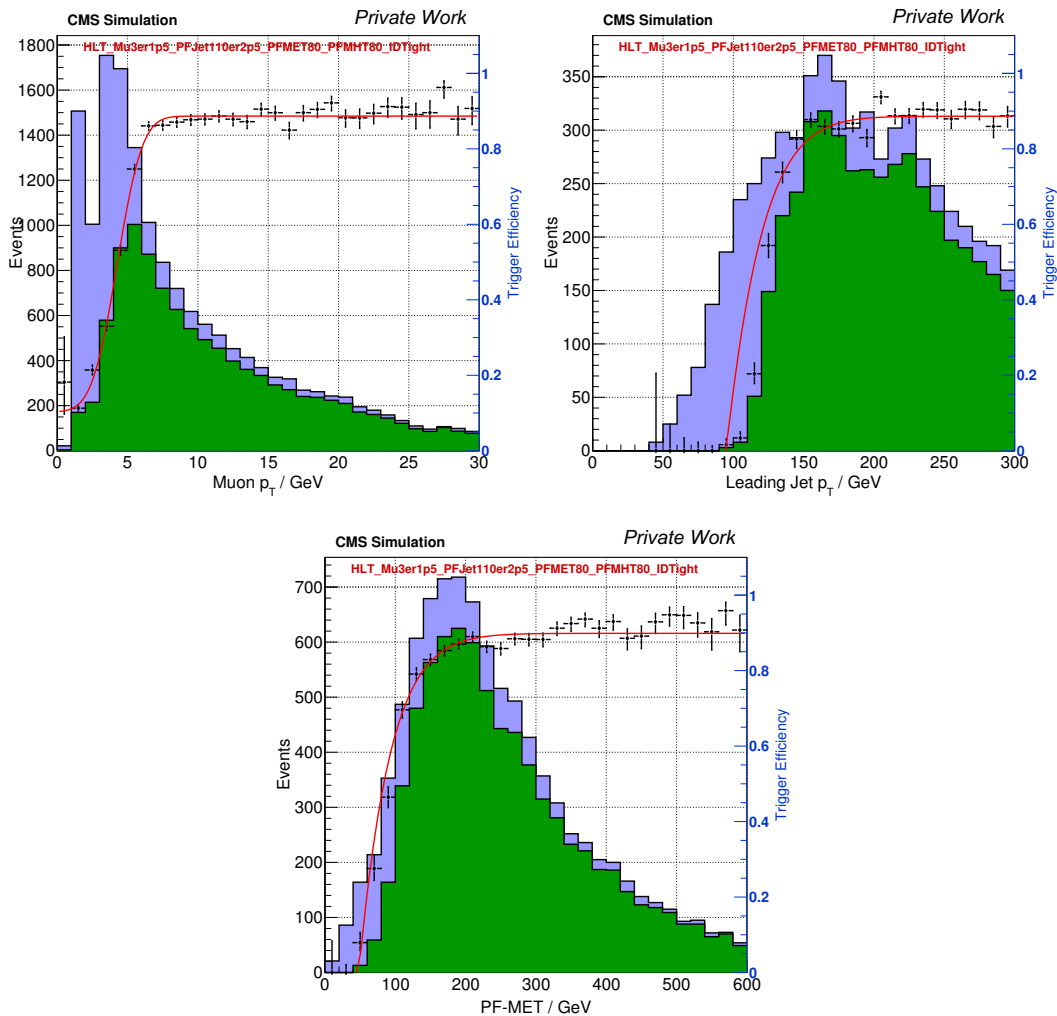 CMS Simulation Private Work
HLT_Mu3er1p5_PFJet110er2p5_PFMET80_PFMHT80_IDTight
Events
1800
1600
1400
1200
1000
800
600
400
200
0
0 5 10 15 20 25 30
Muon pT / GeV
1
0.8
0.6
0.4
0.2
0
Trigger Efficiency
CMS Simulation Private Work
HLT_Mu3er1p5_PFJet110er2p5_PFMET80_PFMHT80_IDTight
Events
350
300
250
200
150
100
50
0
0 50 100 150 200 250 300
Leading Jet pT / GeV
1
0.8
0.6
0.4
0.2
0
Trigger Efficiency
CMS Simulation Private Work
HLT_Mu3er1p5_PFJet110er2p5_PFMET80_PFMHT80_IDTight
Events
700
600
500
400
300
200
100
0
0 100 200 300 400 500 600
PF-MET / GeV
1
0.8
0.6
0.4
0.2
0
Trigger Efficiency